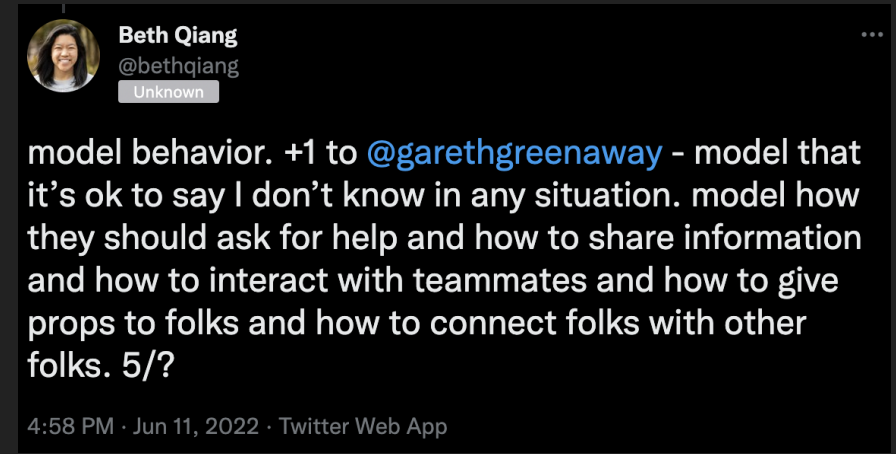 Beth Qiang
@bethqiang
Unknown
model behavior. +1 to @garethgreenaway - model that
it’s ok to say I don’t know in any situation. model how
they should ask for help and how to share information
and how to interact with teammates and how to give
props to folks and how to connect folks with other
folks. 5/?
4:58 PM · Jun 11, 2022 · Twitter Web App